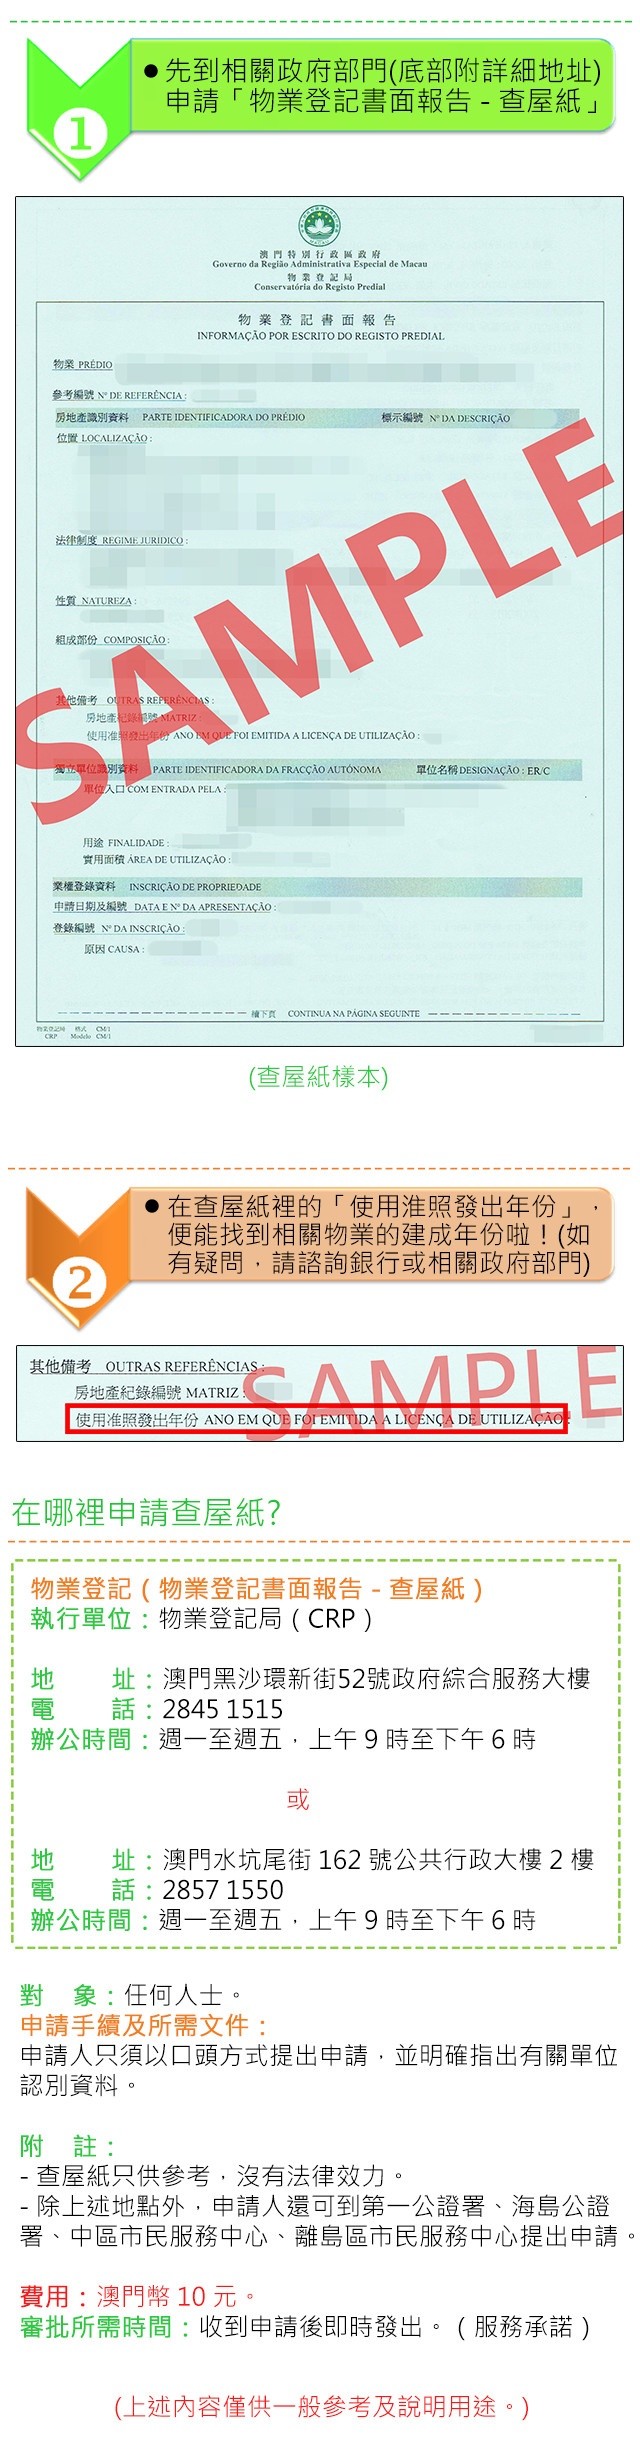 1
●先到相關政府部門(底部附詳細地址)
申請「物業登記書面報告 - 查屋紙」
MACAU
澳門特別行政區政府
Governo da Região Administrativa Especial de Macau
物業登記局
Conservatória do Registo Predial
物業登記書面報告
INFORMAÇÃO POR ESCRITO DO REGISTO PREDIAL
物業 PRÉDIO
參考編號 Nº DE REFERÊNCIA :
房地產識別資料 PARTE IDENTIFICADORA DO PRÉDIO 標示編號 Nº DA DESCRIÇÃO
位置 LOCALIZAÇÃO :
法律制度 REGIME JURIDICO :
性質 NATUREZA :
組成部份 COMPOSIÇÃO :
SAMPLE
其他備考 OUTRAS REFERÊNCIAS :
房地產紀錄編號 MATRIZ :
使用准照發出年份 ANO EM QUE FOI EMITIDA A LICENÇA DE UTILIZAÇÃO :
獨立單位識別資料 PARTE IDENTIFICADORA DA FRACÇÃO AUTÓNOMA 單位名稱 DESIGNAÇÃO : ER/C
單位入口 COM ENTRADA PELA :
用途 FINALIDADE :
實用面積 ÁREA DE UTILIZAÇÃO :
業權登錄資料 INSCRIÇÃO DE PROPRIEDADE
申請日期及編號 DATA E Nº DA APRESENTAÇÃO :
登錄編號 Nº DA INSCRIÇÃO :
原因 CAUSA :
續下頁 CONTINUA NA PÁGINA SEGUINTE
物業登記局 格式 CM/1
CRP Modelo CM/1
(查屋紙樣本)
2
●在查屋紙裡的「使用淮照發出年份」，
便能找到相關物業的建成年份啦！(如
有疑問，請諮詢銀行或相關政府部門)
其他備考 OUTRAS REFERÊNCIAS :
房地產紀錄編號 MATRIZ :
使用准照發出年份 ANO EM QUE FOI EMITIDA A LICENÇA DE UTILIZAÇÃO :
SAMPLE
在哪裡申請查屋紙?
物業登記 ( 物業登記書面報告 - 查屋紙 )
執行單位：物業登記局 ( CRP )
地　　址：澳門黑沙環新街52號政府綜合服務大樓
電　　話：2845 1515
辦公時間：週一至週五，上午 9 時至下午 6 時
或
地　　址：澳門水坑尾街 162 號公共行政大樓 2 樓
電　　話：2857 1550
辦公時間：週一至週五，上午 9 時至下午 6 時
對　象：任何人士。
申請手續及所需文件：
申請人只須以口頭方式提出申請，並明確指出有關單位
認別資料。
附　註：
- 查屋紙只供參考，沒有法律效力。
- 除上述地點外，申請人還可到第一公證署、海島公證
署、中區市民服務中心、離島區市民服務中心提出申請。
費用：澳門幣 10 元。
審批所需時間：收到申請後即時發出。( 服務承諾 )
(上述內容僅供一般參考及說明用途。)